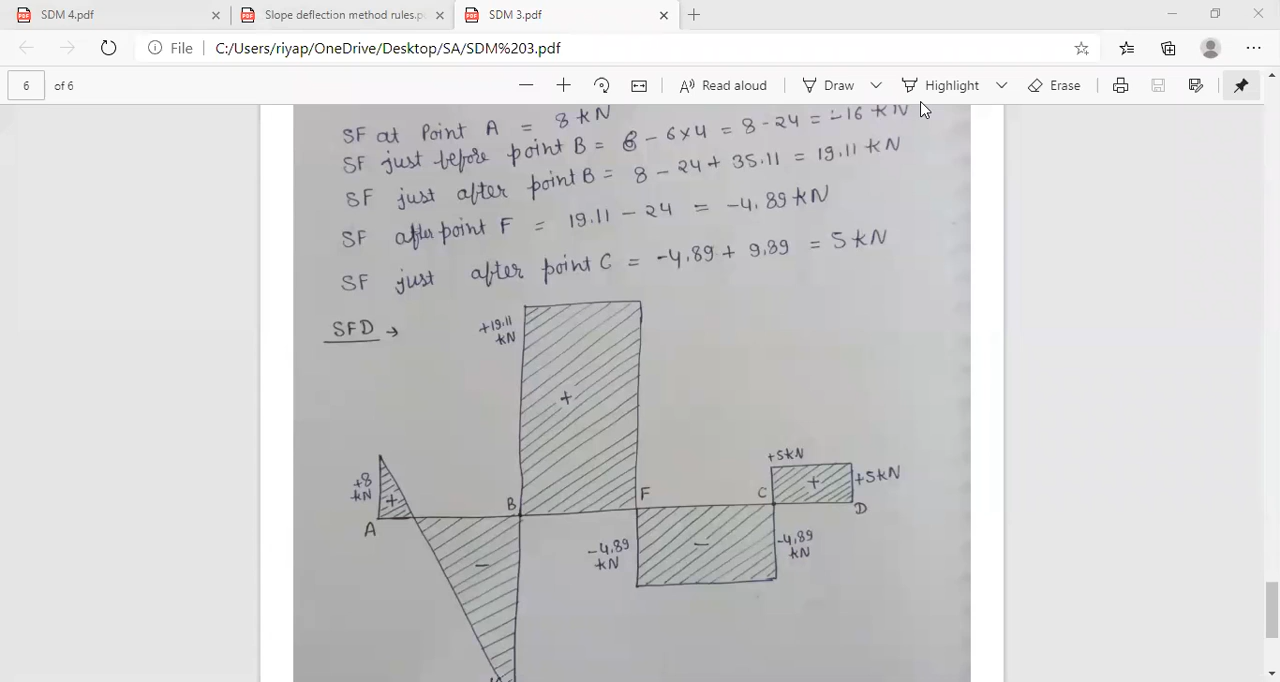 SDM 4.pdf
Slope deflection method rules.p
SDM 3.pdf
File
C:/Users/riyap/OneDrive/Desktop/SA/SDM%203.pdf
6 of 6
Read aloud
Draw
Highlight
Erase
SF at Point A = 8 kN
SF just before point B = 8 - 6×4 = 8 - 24 = -16 kN
SF just after point B = 8 - 24 + 35.11 = 19.11 kN
SF after point F = 19.11 - 24 = -4.89 kN
SF just after point C = -4.89 + 9.89 = 5 kN
SFD →
+19.11
kN
+
+5kN
+8
kN
+
A
B
F
C
+
+5kN
D
-
-4.89
kN
-
-4.89
kN